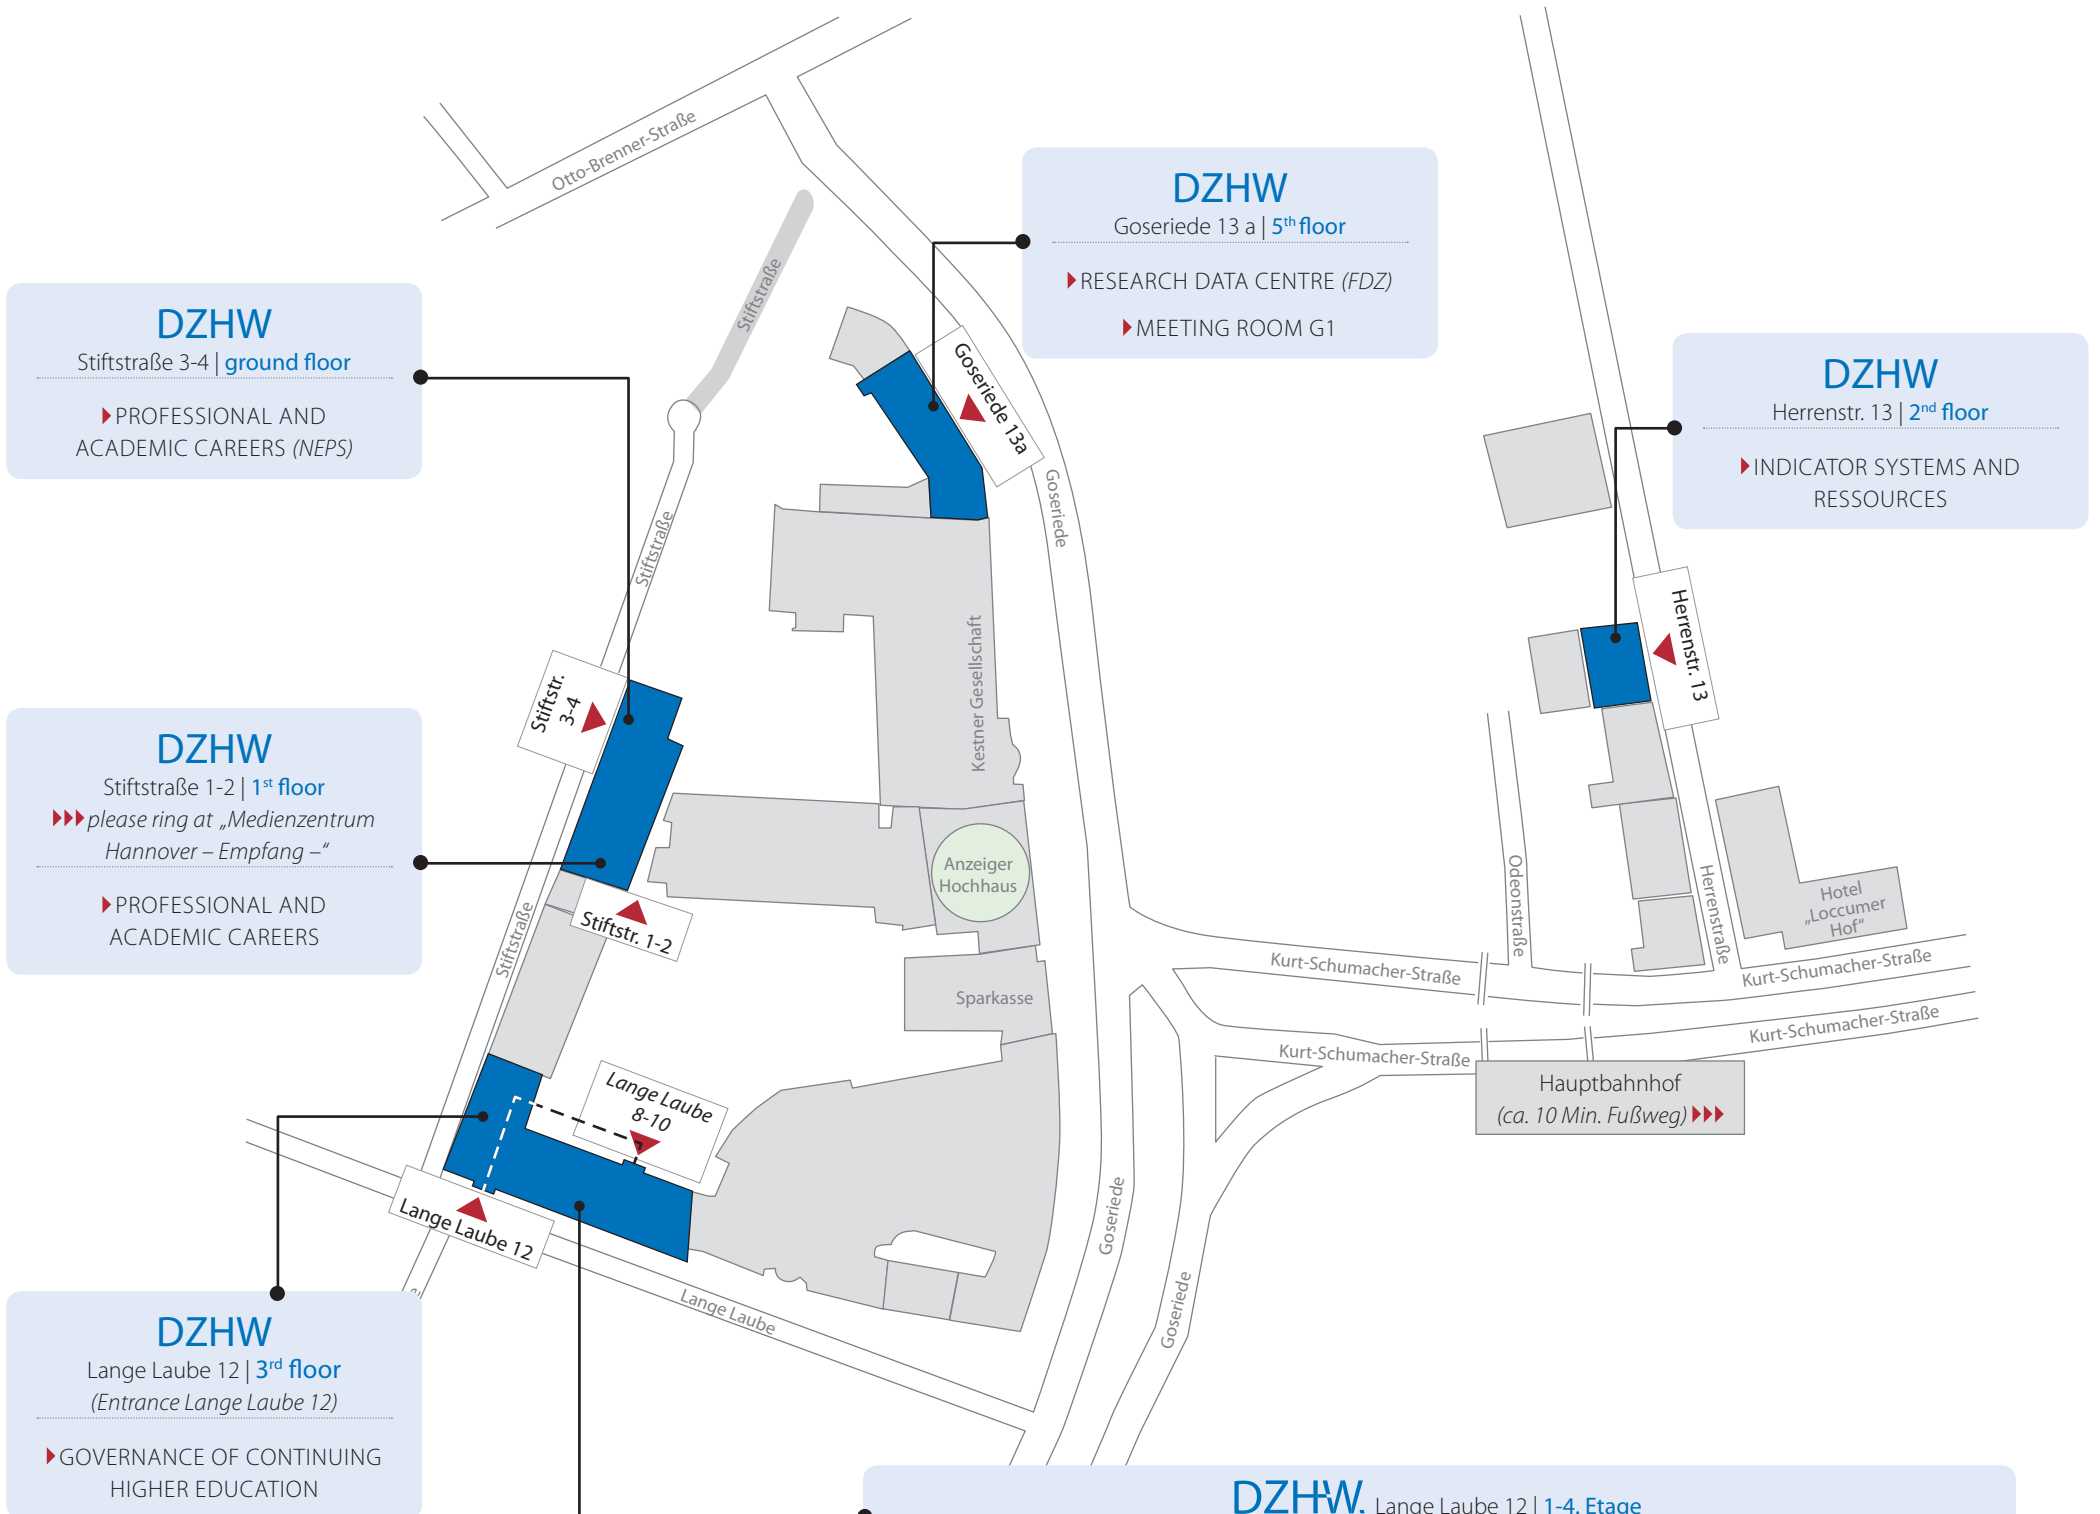 Otto-Brenner-Straße
DZHW
Goseriede 13 a | 5th floor
RESEARCH DATA CENTRE (FDZ)
MEETING ROOM G1
Stiftstraße
DZHW
Stiftstraße 3-4 | ground floor
PROFESSIONAL AND
ACADEMIC CAREERS (NEPS)
Goseriede 13a
Goseriede
DZHW
Herrenstr. 13 | 2nd floor
INDICATOR SYSTEMS AND
RESSOURCES
Stiftstraße
Herrenstr. 13
Kestner Gesellschaft
Stiftstr.
3-4
DZHW
Stiftstraße 1-2 | 1st floor
please ring at „Medienzentrum
Hannover – Empfang –“
PROFESSIONAL AND
ACADEMIC CAREERS
Anzeiger
Hochhaus
Stiftstr. 1-2
Stiftstraße
Odeonstraße
Herrenstraße
Hotel
„Loccumer
Hof“
Kurt-Schumacher-Straße
Kurt-Schumacher-Straße
Sparkasse
Kurt-Schumacher-Straße
Kurt-Schumacher-Straße
Hauptbahnhof
(ca. 10 Min. Fußweg)
Lange Laube
8-10
Lange Laube 12
Goseriede
Goseriede
Lange Laube
DZHW
Lange Laube 12 | 3rd floor
(Entrance Lange Laube 12)
GOVERNANCE OF CONTINUING
HIGHER EDUCATION
DZHW. Lange Laube 12 | 1-4. Etage